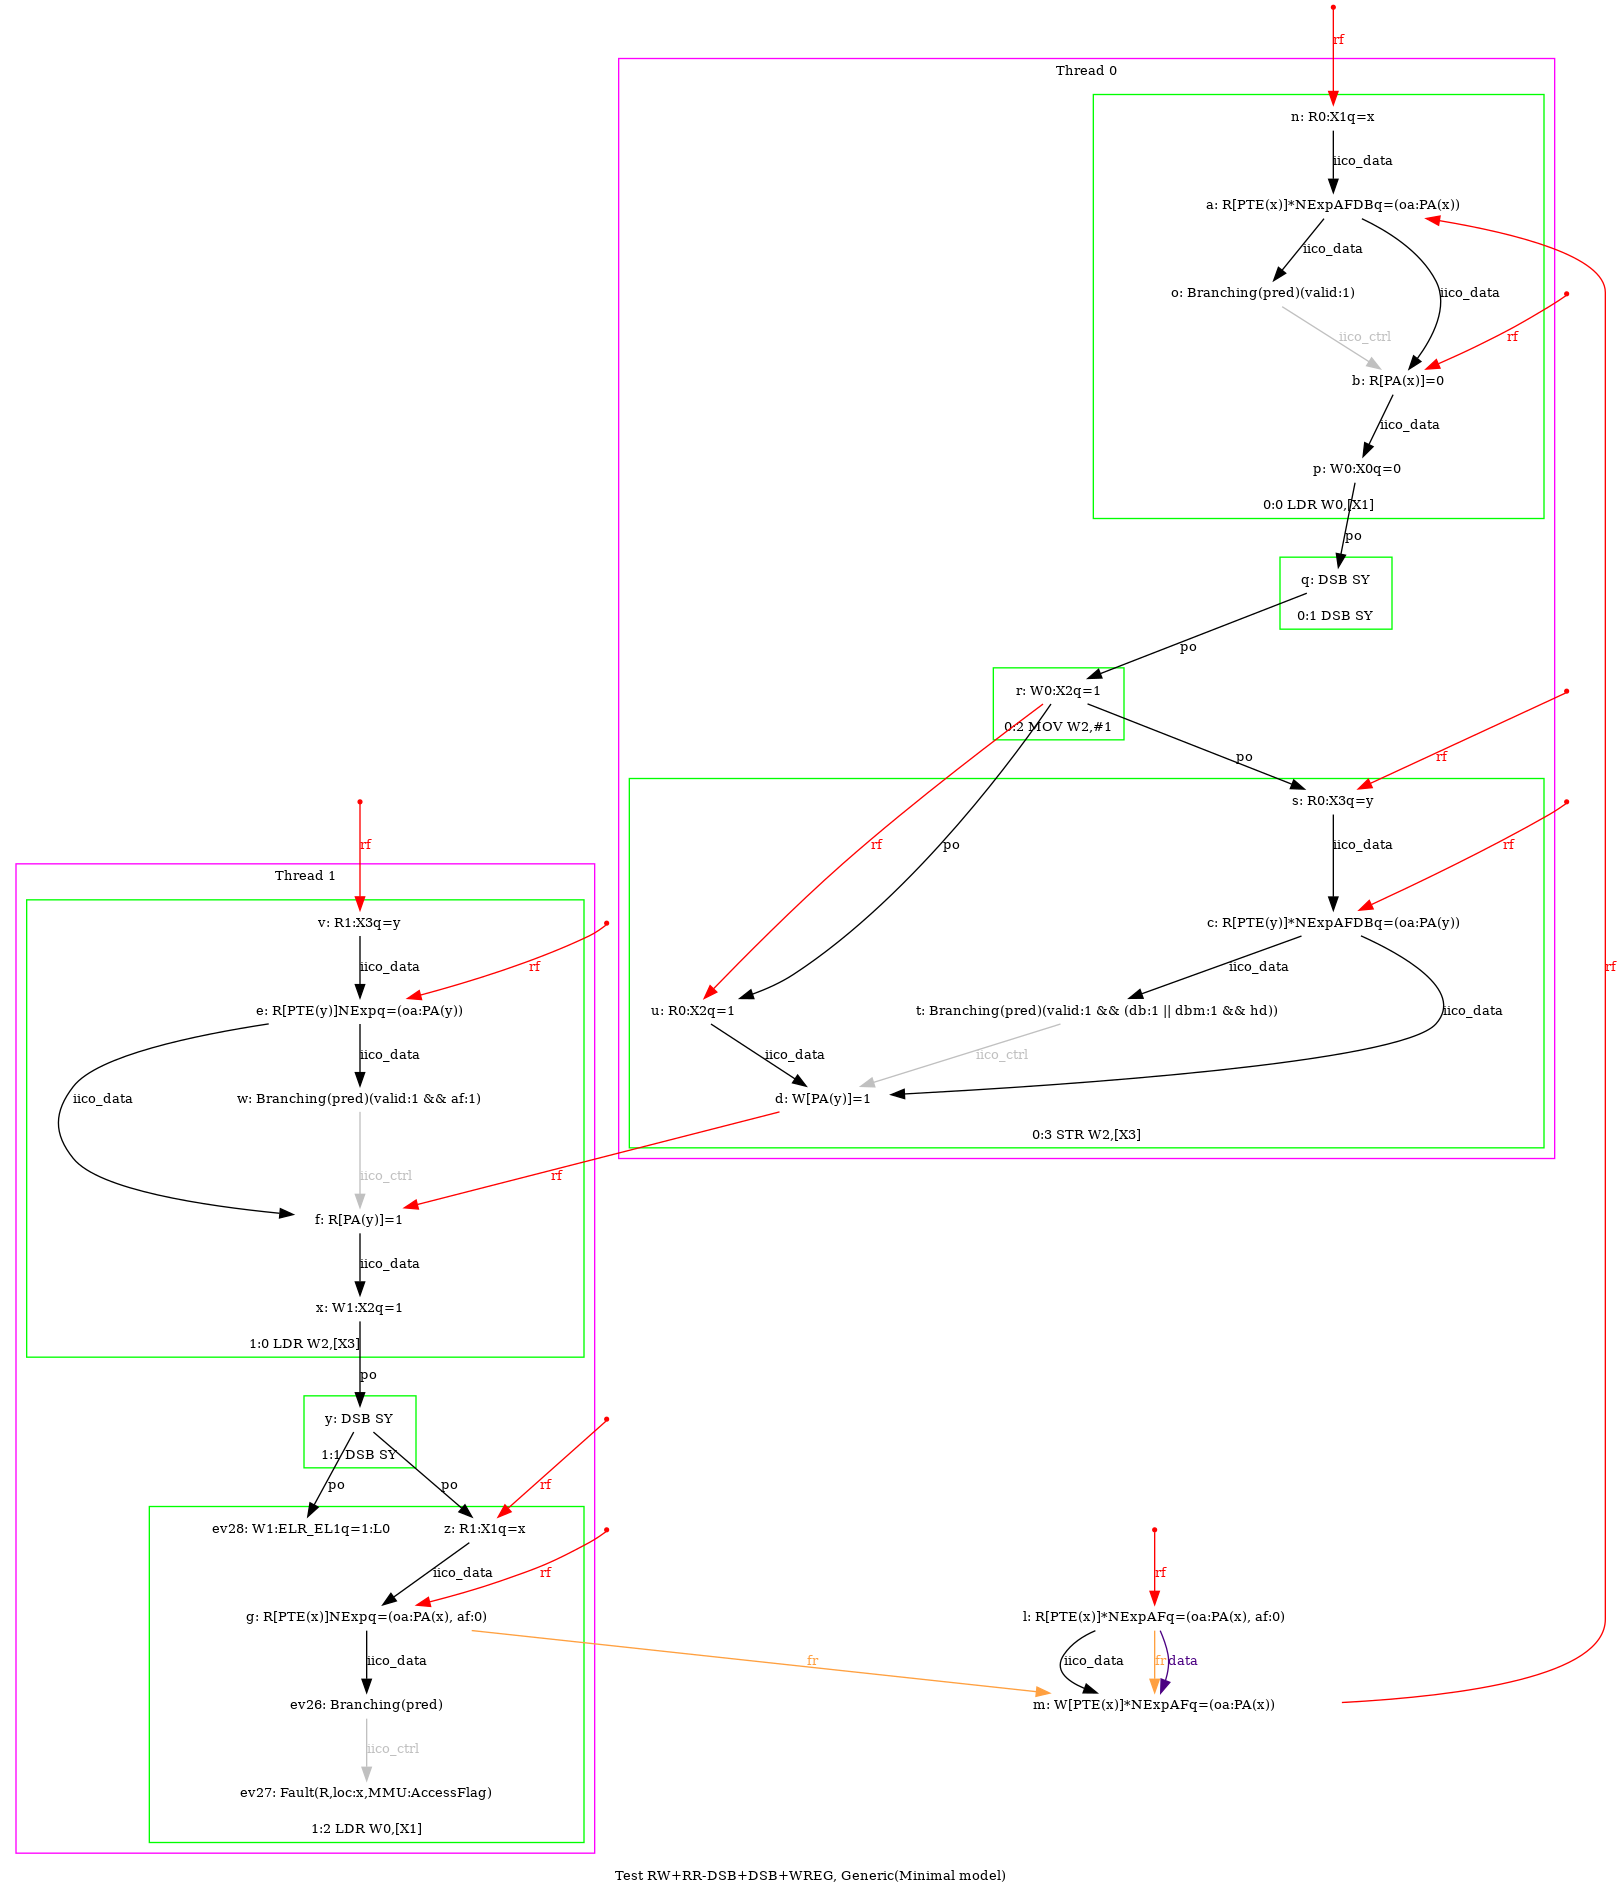 rf
Thread 0
n: R0:X1q=x
iico_data
a: R[PTE(x)]*NExpAFDBq=(oa:PA(x))
iico_data
o: Branching(pred)(valid:1)
iico_data
iico_ctrl
rf
b: R[PA(x)]=0
iico_data
p: W0:X0q=0
0:0 LDR W0,[X1]
po
q: DSB SY
0:1 DSB SY
po
r: W0:X2q=1
0:2 MOV W2,#1
po
rf
s: R0:X3q=y
rf
po
iico_data
rf
c: R[PTE(y)]*NExpAFDBq=(oa:PA(y))
iico_data
u: R0:X2q=1
t: Branching(pred)(valid:1 && (db:1 || dbm:1 && hd))
iico_data
iico_data
iico_ctrl
d: W[PA(y)]=1
0:3 STR W2,[X3]
rf
rf
Thread 1
v: R1:X3q=y
iico_data
rf
e: R[PTE(y)]NExpq=(oa:PA(y))
iico_data
iico_data
w: Branching(pred)(valid:1 && af:1)
iico_ctrl
rf
f: R[PA(y)]=1
iico_data
x: W1:X2q=1
1:0 LDR W2,[X3]
po
y: DSB SY
1:1 DSB SY
po
po
rf
ev28: W1:ELR_EL1q=1:L0
z: R1:X1q=x
iico_data
rf
g: R[PTE(x)]NExpq=(oa:PA(x), af:0)
iico_data
fr
ev26: Branching(pred)
iico_ctrl
ev27: Fault(R,loc:x,MMU:AccessFlag)
1:2 LDR W0,[X1]
rf
l: R[PTE(x)]*NExpAFq=(oa:PA(x), af:0)
iico_data
fr
data
m: W[PTE(x)]*NExpAFq=(oa:PA(x))
Test RW+RR-DSB+DSB+WREG, Generic(Minimal model)